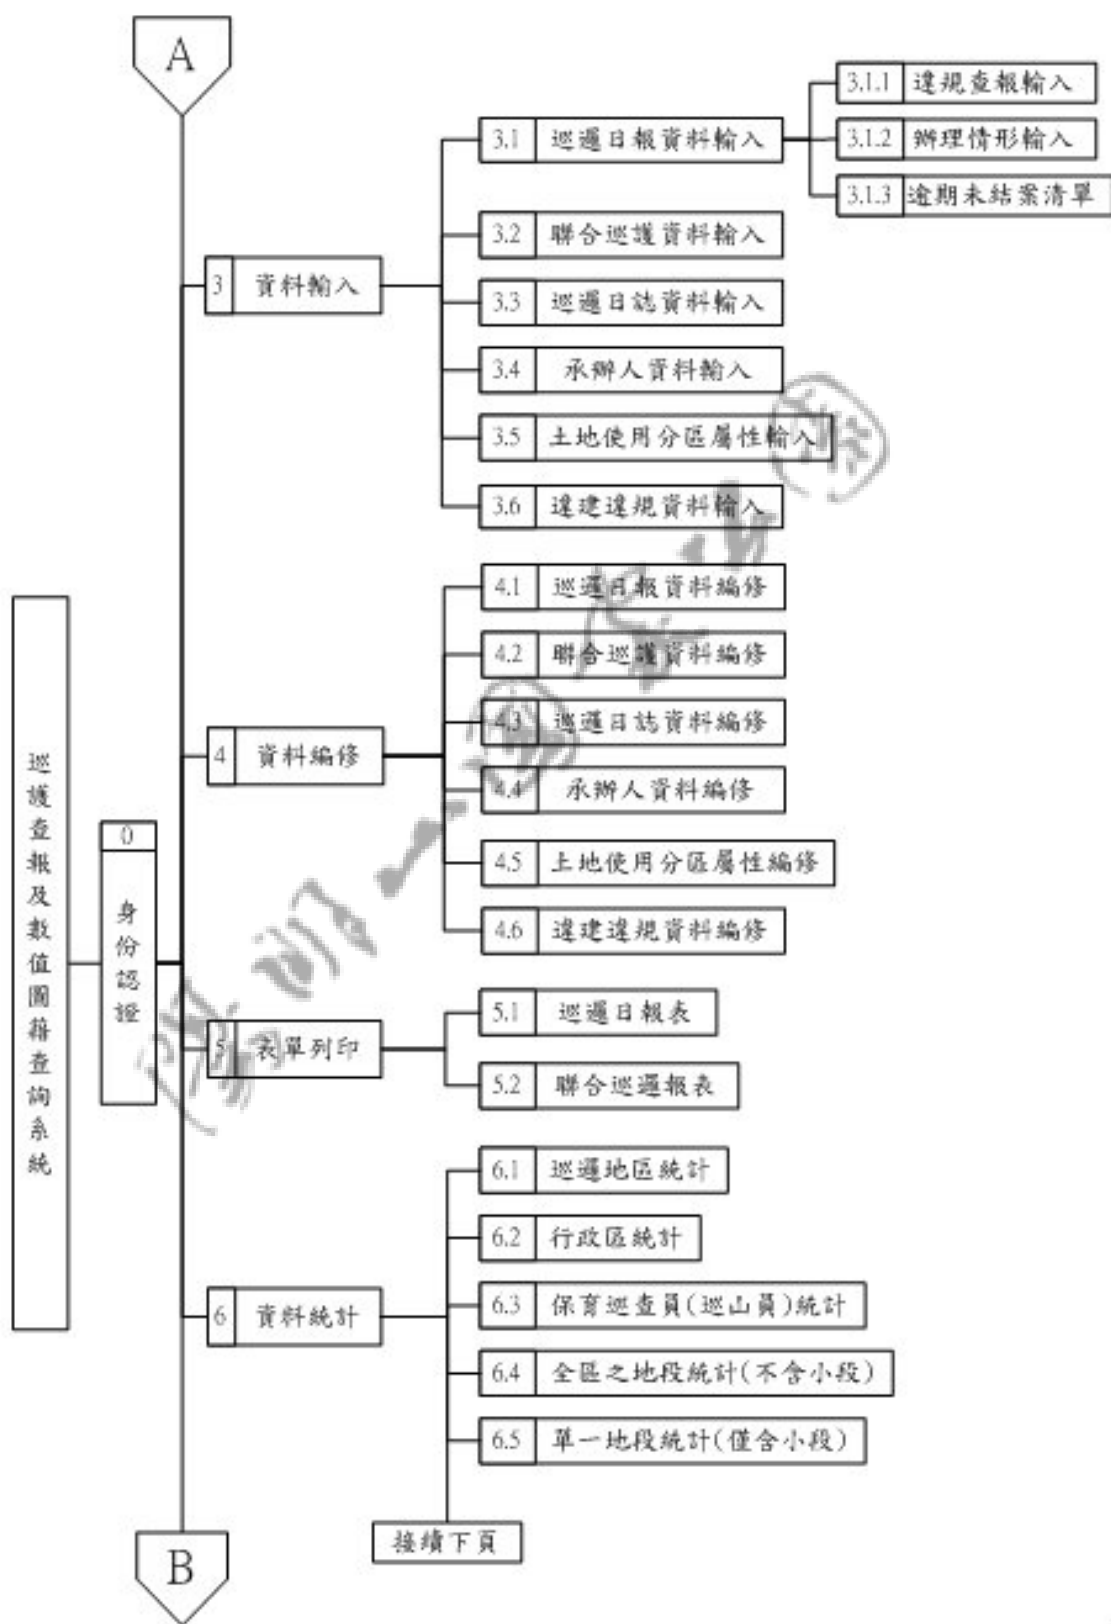 A
3.1.1 違規查報輸入
3.1 巡邏日報資料輸入
3.1.2 辦理情形輸入
3.1.3 逾期未結案清單
3.2 聯合巡護資料輸入
3 資料輸入
3.3 巡邏日誌資料輸入
3.4 承辦人資料輸入
3.5 土地使用分區屬性輸入
3.6 違建違規資料輸入
4.1 巡邏日報資料編修
4.2 聯合巡護資料編修
4.3 巡邏日誌資料編修
4 資料編修
4.4 承辦人資料編修
4.5 土地使用分區屬性編修
4.6 違建違規資料編修
巡護查報及數值圖籍查詢系統
0 身份認證
5.1 巡邏日報表
5 表單列印
5.2 聯合巡邏報表
6.1 巡邏地區統計
6.2 行政區統計
6.3 保育巡查員(巡山員)統計
6 資料統計
6.4 全區之地段統計(不含小段)
6.5 單一地段統計(僅含小段)
接續下頁
B
陽明山國家公園